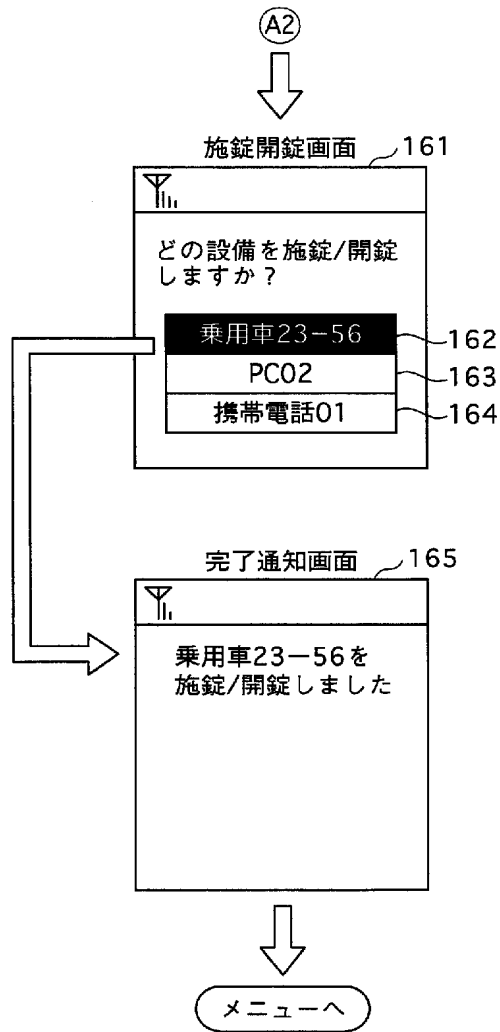 A2
施錠開錠画面
161
どの設備を施錠/開錠
しますか？
乗用車23-56
162
PC02
163
携帯電話01
164
完了通知画面
165
乗用車23-56を
施錠/開錠しました
メニューへ